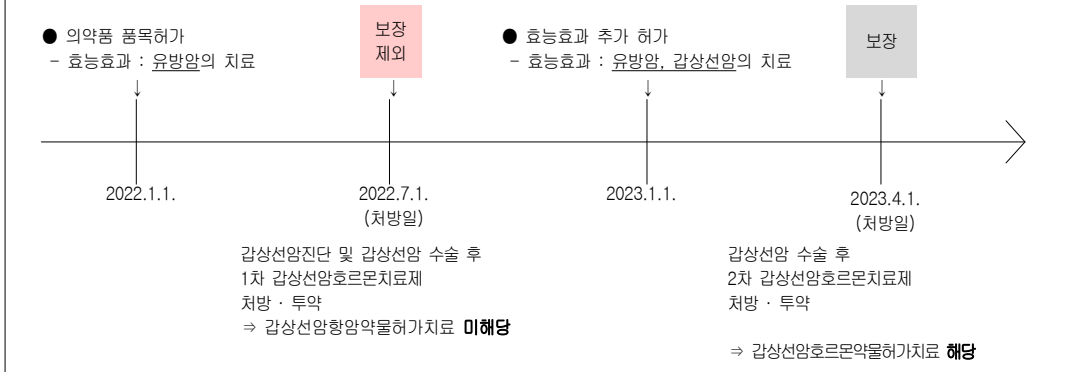 ● 의약품 품목허가
- 효능효과 : 유방암의 치료
보장
제외
● 효능효과 추가 허가
- 효능효과 : 유방암, 갑상선암의 치료
보장
↓
↓
↓
↓
2022.1.1.
2022.7.1.
(처방일)
2023.1.1.
2023.4.1.
(처방일)
갑상선암진단 및 갑상선암 수술 후
1차 갑상선암호르몬치료제
처방 · 투약
⇒ 갑상선암항암약물허가치료 미해당
갑상선암 수술 후
2차 갑상선암호르몬치료제
처방 · 투약
⇒ 갑상선암호르몬약물허가치료 해당